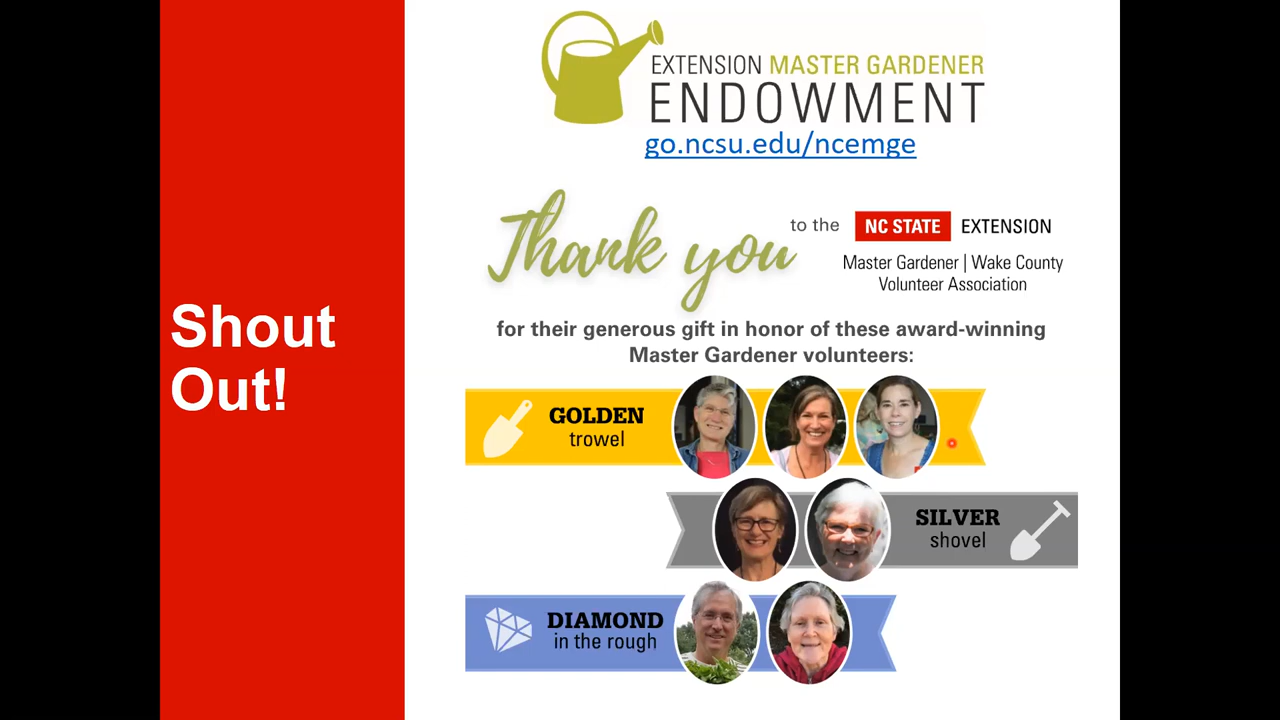 Shout
Out!
EXTENSION MASTER GARDENER
ENDOWMENT
go.ncsu.edu/ncemge
Thank you to the NC STATE EXTENSION
Master Gardener | Wake County
Volunteer Association
for their generous gift in honor of these award-winning
Master Gardener volunteers:
GOLDEN
trowel
SILVER
shovel
DIAMOND
in the rough